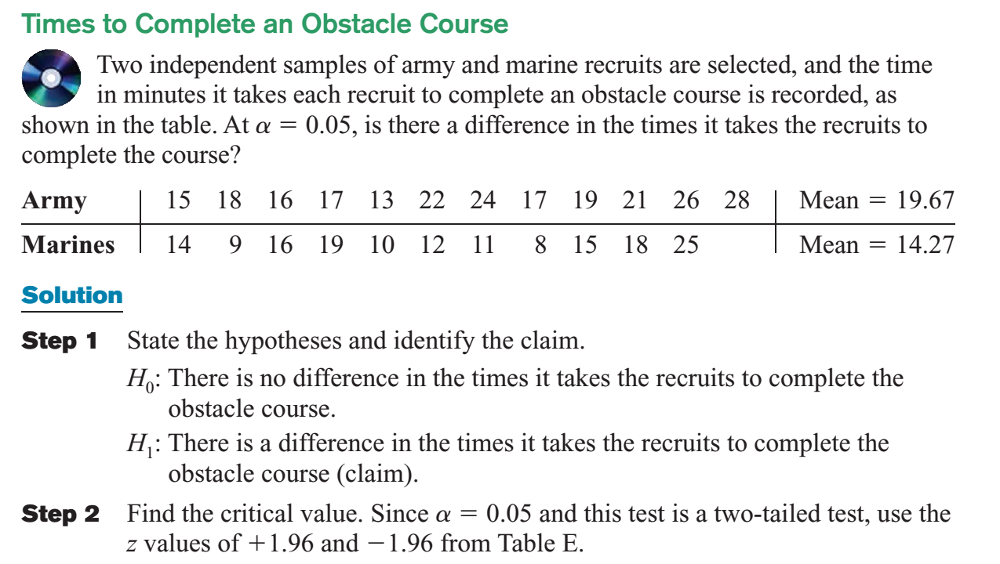 Times to Complete an Obstacle Course
Two independent samples of army and marine recruits are selected, and the time
in minutes it takes each recruit to complete an obstacle course is recorded, as
shown in the table. At α = 0.05, is there a difference in the times it takes the recruits to
complete the course?
Army 15 18 16 17 13 22 24 17 19 21 26 28 Mean = 19.67
Marines 14 9 16 19 10 12 11 8 15 18 25 Mean = 14.27
Solution
Step 1 State the hypotheses and identify the claim.
H₀: There is no difference in the times it takes the recruits to complete the
obstacle course.
H₁: There is a difference in the times it takes the recruits to complete the
obstacle course (claim).
Step 2 Find the critical value. Since α = 0.05 and this test is a two-tailed test, use the
z values of +1.96 and −1.96 from Table E.